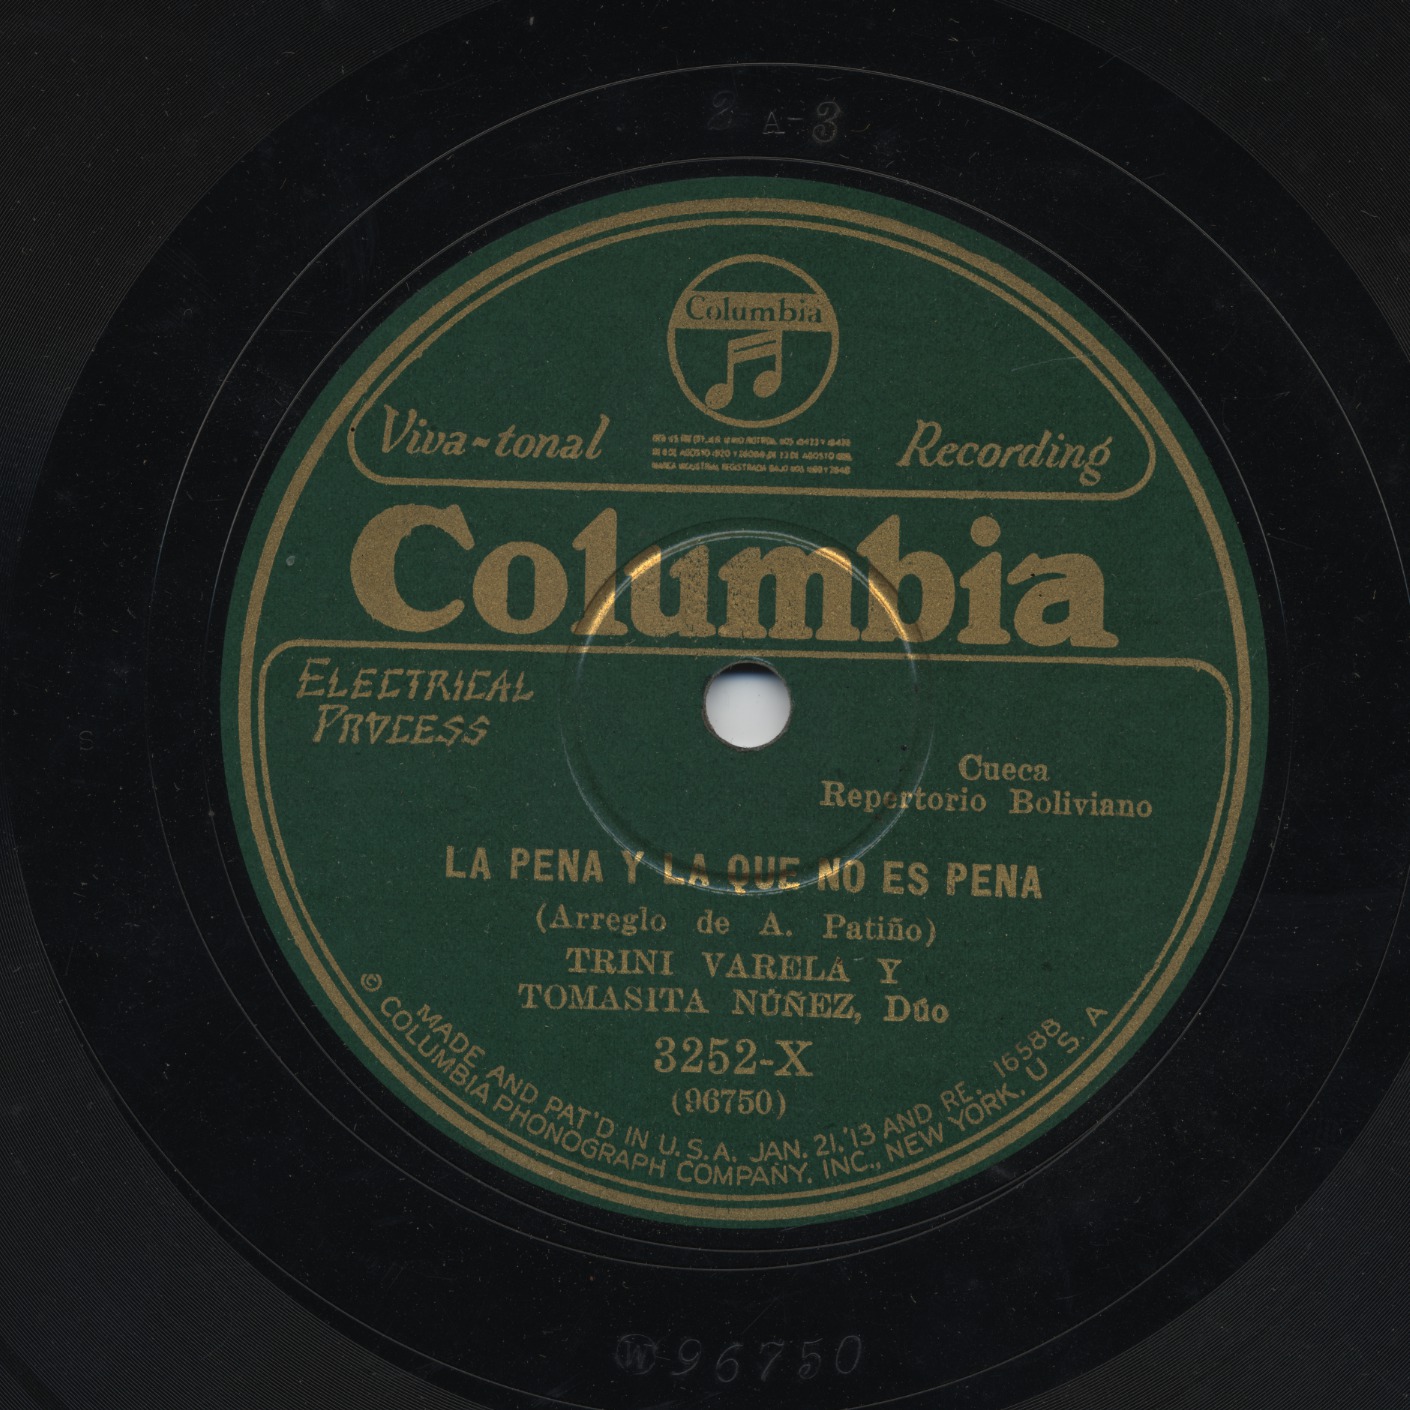 2 A-3
Columbia
Viva-tonal Recording
Columbia
ELECTRICAL
PROCESS
S
Cueca
Repertorio Boliviano
LA PENA Y LA QUE NO ES PENA
(Arreglo de A. Patiño)
TRINI VARELA Y
TOMASITA NÚÑEZ, Dúo
3252-X
(96750)
MADE AND PAT'D IN U.S.A. JAN. 21,'13 AND RE. 16588
© COLUMBIA PHONOGRAPH COMPANY. INC., NEW YORK. U. S. A
W 96750